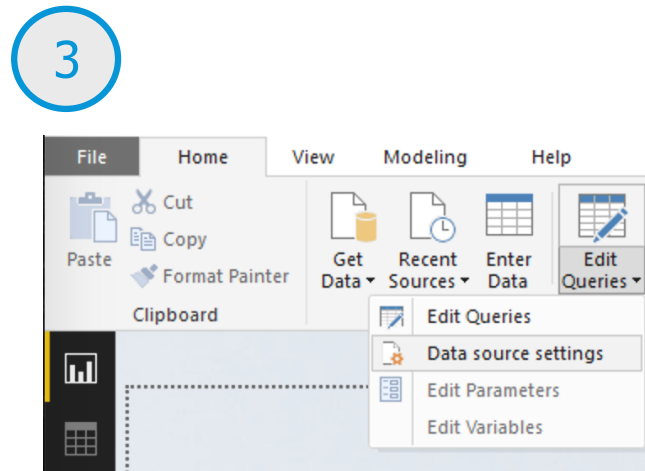 3
File Home View Modeling Help
Paste
Cut
Copy
Format Painter
Clipboard
Get
Data
Recent
Sources
Enter
Data
Edit
Queries
Edit Queries
Data source settings
Edit Parameters
Edit Variables